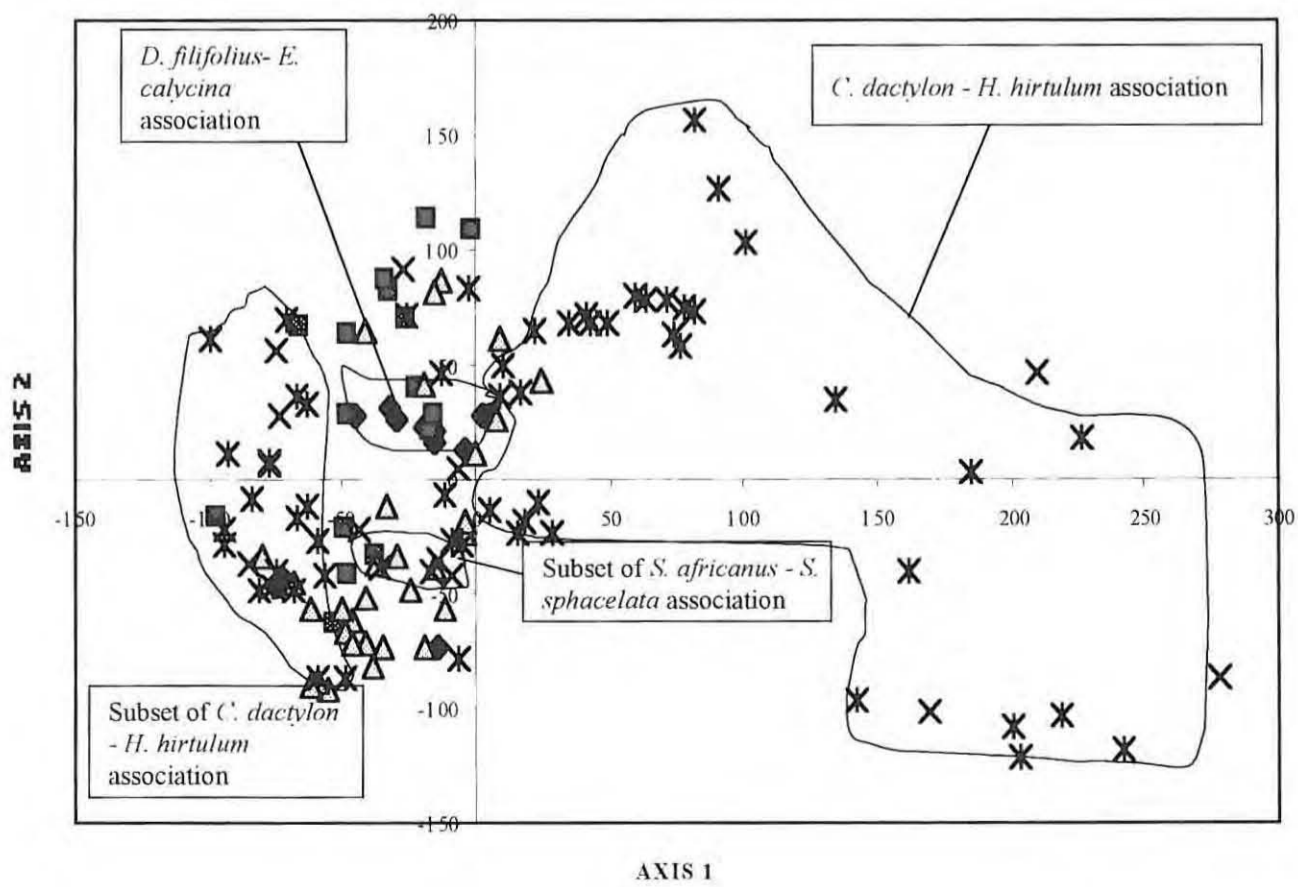 200
D. filifolius- E.
calycina
association
C. dactylon - H. hirtulum association
150
100
AXIS 2
-150
-50
50
100
150
200
250
300
Subset of S. africanus - S.
sphacelata association
-50
Subset of C. dactylon
- H. hirtulum
association
-100
-150
AXIS 1